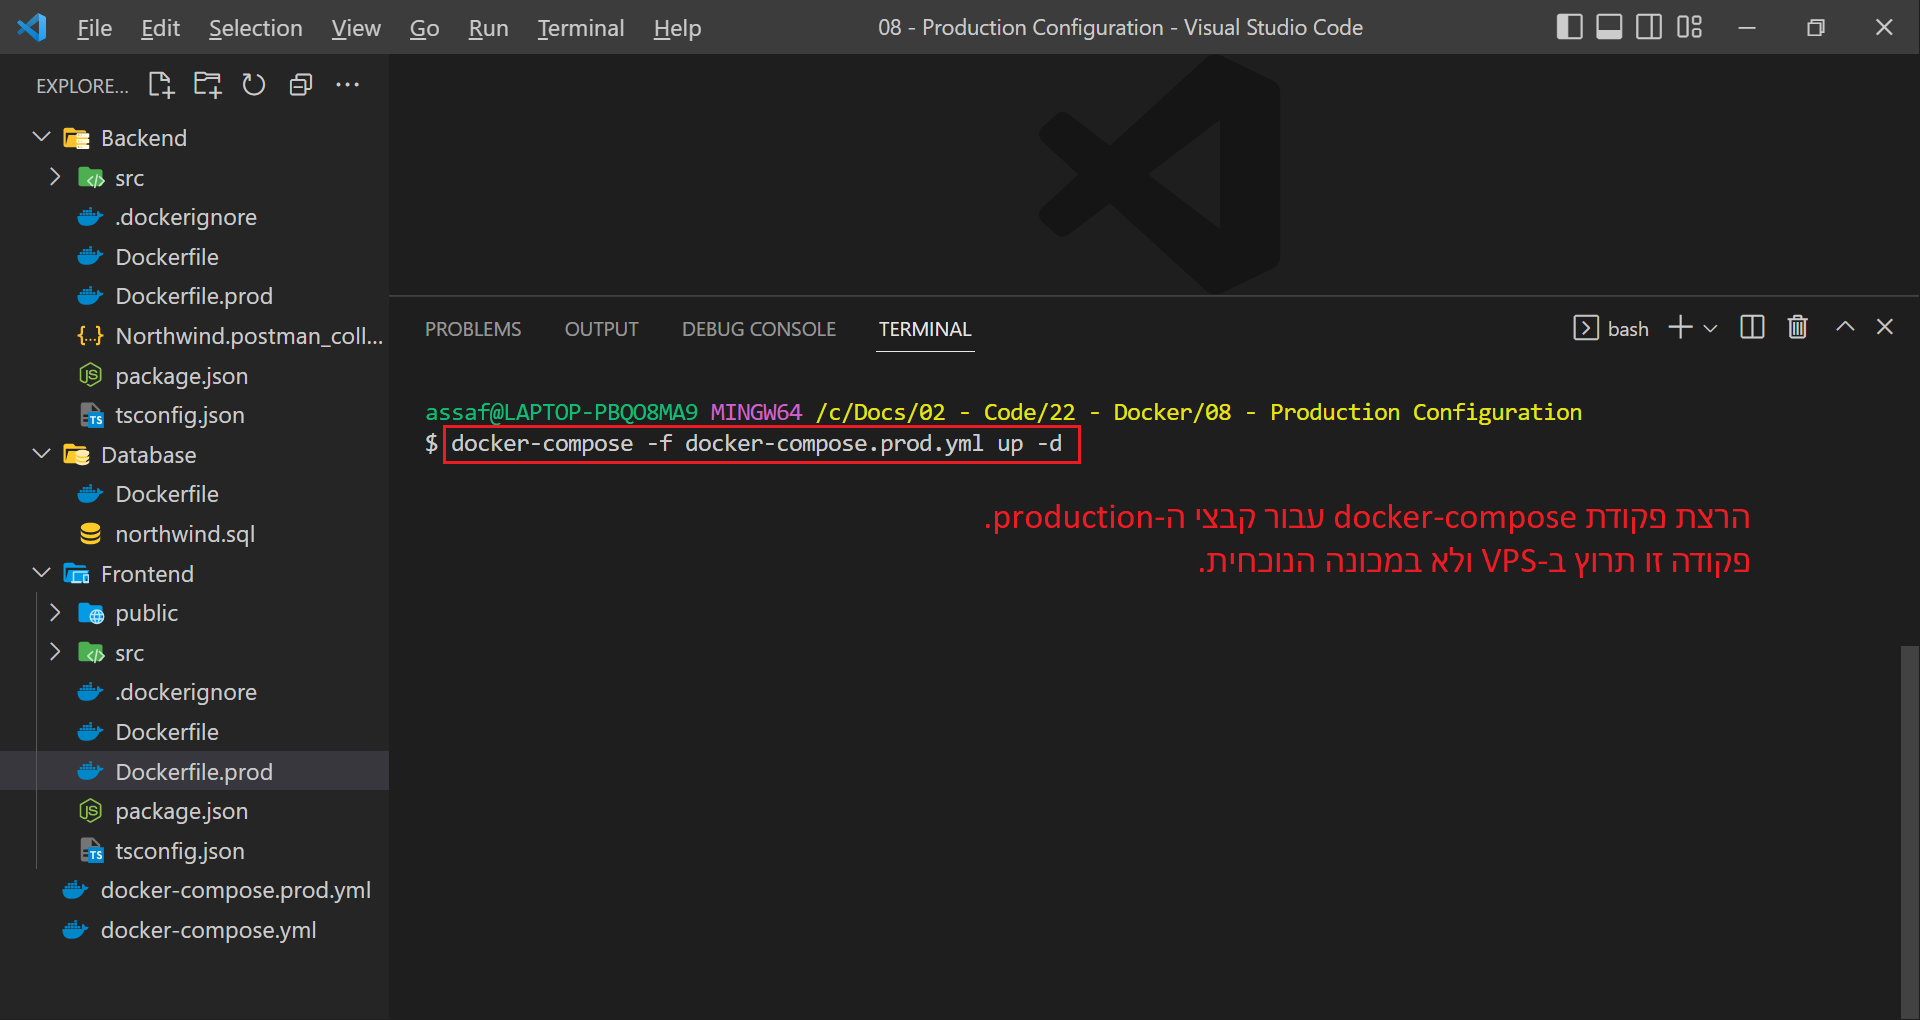 File Edit Selection View Go Run Terminal Help
08 - Production Configuration - Visual Studio Code
EXPLORE...
Backend
src
.dockerignore
Dockerfile
Dockerfile.prod
Northwind.postman_coll...
package.json
tsconfig.json
Database
Dockerfile
northwind.sql
Frontend
public
src
.dockerignore
Dockerfile
Dockerfile.prod
package.json
tsconfig.json
docker-compose.prod.yml
docker-compose.yml
PROBLEMS OUTPUT DEBUG CONSOLE TERMINAL
bash
assaf@LAPTOP-PBQO8MA9 MINGW64 /c/Docs/02 - Code/22 - Docker/08 - Production Configuration
$ docker-compose -f docker-compose.prod.yml up -d
הרצת פקודת docker-compose עבור קבצי ה-production.
פקודה זו תרוץ ב-VPS ולא במכונה הנוכחית.